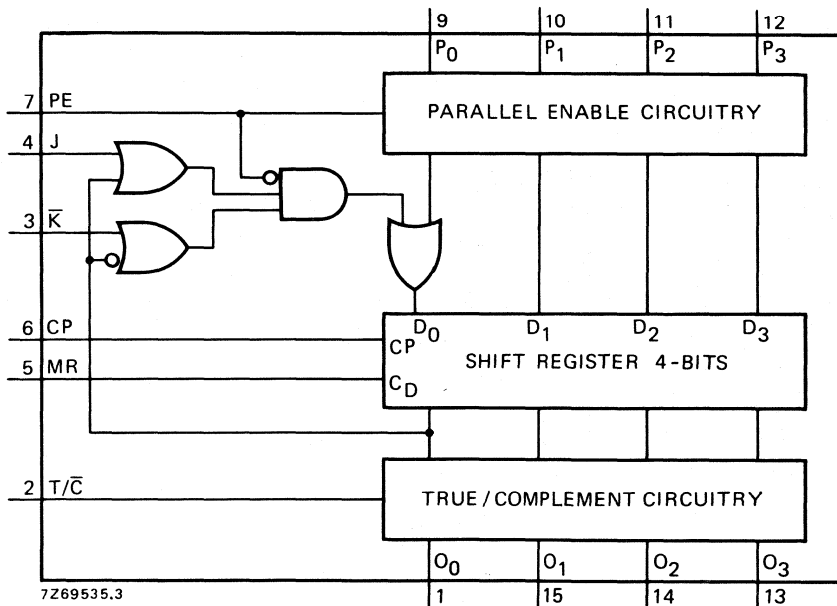 9 10 11 12
P0 P1 P2 P3
7 PE
PARALLEL ENABLE CIRCUITRY
4 J
3 K̅
D0 D1 D2 D3
6 CP
CP
SHIFT REGISTER 4-BITS
5 MR
CD
2 T/C̅
TRUE/COMPLEMENT CIRCUITRY
O0 O1 O2 O3
7Z69535.3
1 15 14 13